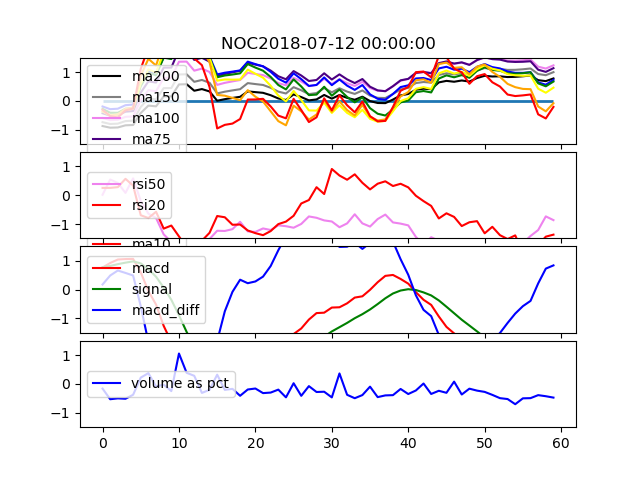 NOC2018-07-12 00:00:00
1
0
−1
ma200
ma150
ma100
ma75
ma10
1
0
−1
rsi50
rsi20
1
0
−1
macd
signal
macd_diff
1
0
−1
volume as pct
0 10 20 30 40 50 60